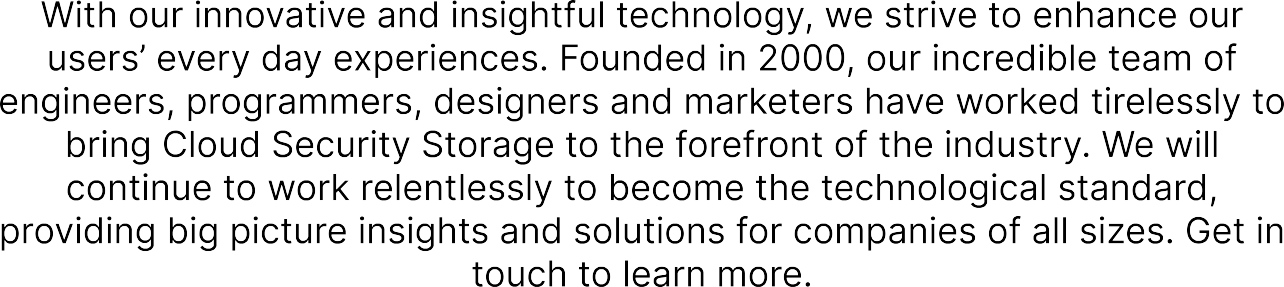 With our innovative and insightful technology, we strive to enhance our
users’ every day experiences. Founded in 2000, our incredible team of
engineers, programmers, designers and marketers have worked tirelessly to
bring Cloud Security Storage to the forefront of the industry. We will
continue to work relentlessly to become the technological standard,
providing big picture insights and solutions for companies of all sizes. Get in
touch to learn more.